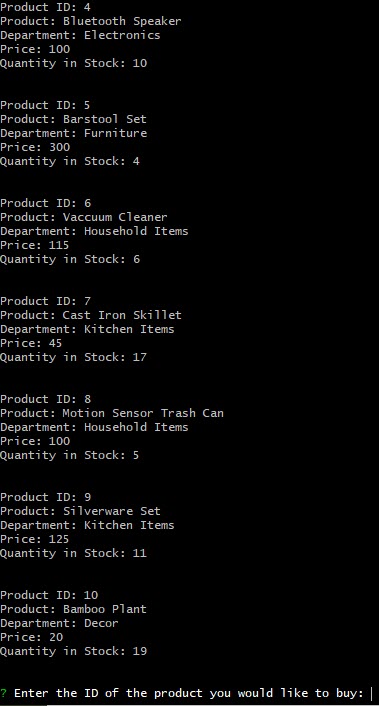 Product ID: 4
Product: Bluetooth Speaker
Department: Electronics
Price: 100
Quantity in Stock: 10
Product ID: 5
Product: Barstool Set
Department: Furniture
Price: 300
Quantity in Stock: 4
Product ID: 6
Product: Vaccuum Cleaner
Department: Household Items
Price: 115
Quantity in Stock: 6
Product ID: 7
Product: Cast Iron Skillet
Department: Kitchen Items
Price: 45
Quantity in Stock: 17
Product ID: 8
Product: Motion Sensor Trash Can
Department: Household Items
Price: 100
Quantity in Stock: 5
Product ID: 9
Product: Silverware Set
Department: Kitchen Items
Price: 125
Quantity in Stock: 11
Product ID: 10
Product: Bamboo Plant
Department: Decor
Price: 20
Quantity in Stock: 19
? Enter the ID of the product you would like to buy: